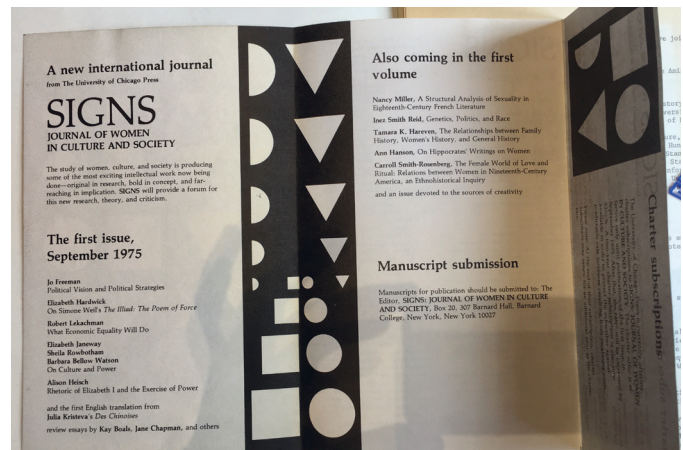 A new international journal
from The University of Chicago Press
SIGNS
JOURNAL OF WOMEN
IN CULTURE AND SOCIETY
The study of women, culture, and society is producing
some of the most exciting intellectual work now being
done—original in research, bold in concept, and far-
reaching in implication. SIGNS will provide a forum for
this new research, theory, and criticism.
The first issue,
September 1975
Jo Freeman
Political Vision and Political Strategies
Elizabeth Hardwick
On Simone Weil's The Illiad: The Poem of Force
Robert Lekachman
What Economic Equality Will Do
Elizabeth Janeway
Sheila Rowbotham
Barbara Bellow Watson
On Culture and Power
Alison Heisch
Rhetoric of Elizabeth I and the Exercise of Power
and the first English translation from
Julia Kristeva's Des Chinoises
review essays by Kay Boals, Jane Chapman, and others
Also coming in the first
volume
Nancy Miller, A Structural Analysis of Sexuality in
Eighteenth-Century French Literature
Inez Smith Reid, Genetics, Politics, and Race
Tamara K. Hareven, The Relationships between Family
History, Women's History, and General History
Ann Hanson, On Hippocrates' Writings on Women
Carroll Smith-Rosenberg, The Female World of Love and
Ritual: Relations between Women in Nineteenth-Century
America, an Ethnohistorical Inquiry
and an issue devoted to the sources of creativity
Manuscript submission
Manuscripts for publication should be submitted to: The
Editor, SIGNS: JOURNAL OF WOMEN IN CULTURE
AND SOCIETY, Box 20, 307 Barnard Hall, Barnard
College, New York, New York 10027
Charter subscriptions